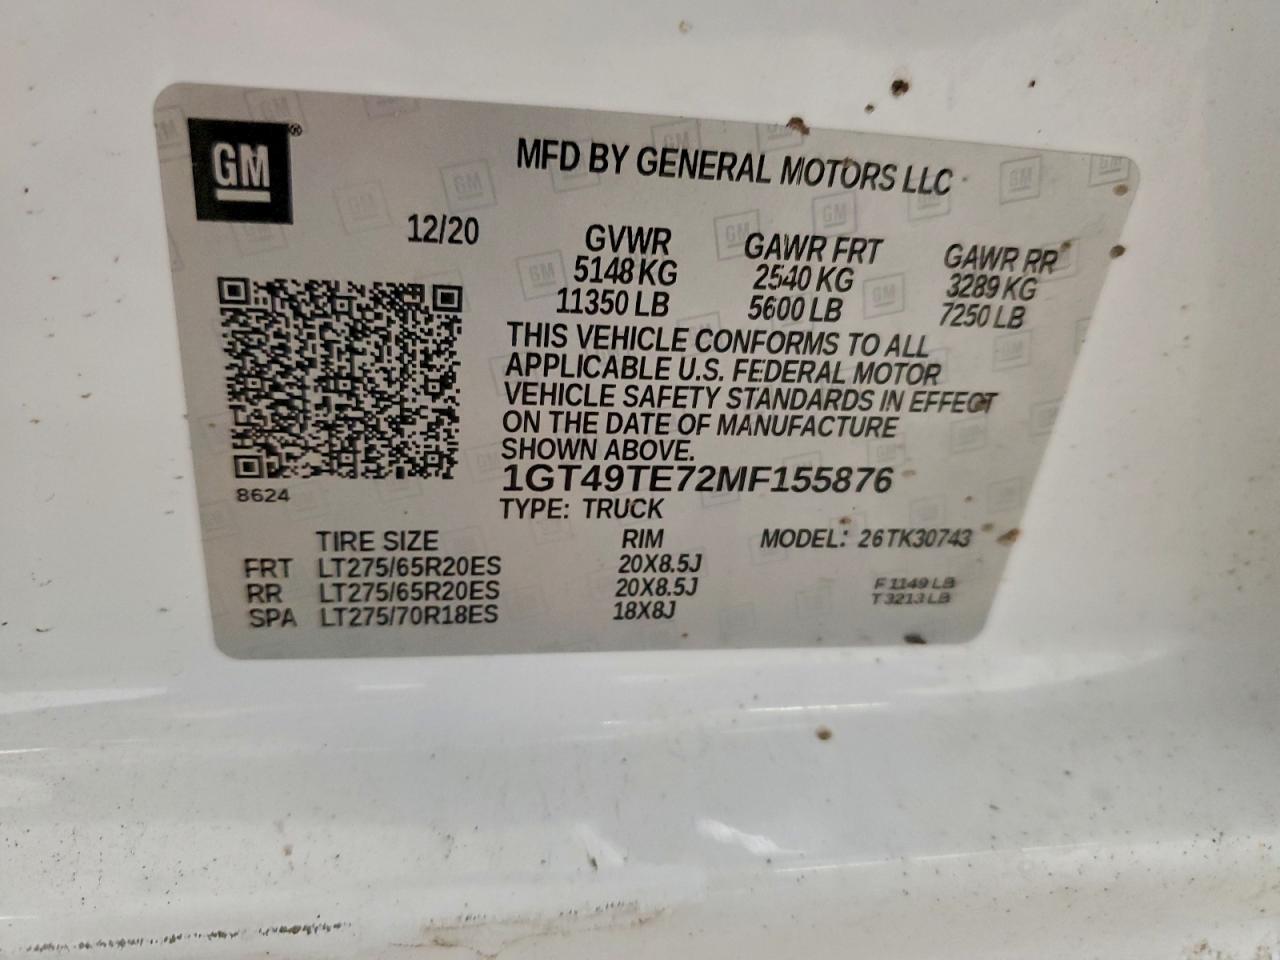 GM®
MFD BY GENERAL MOTORS LLC
12/20
GVWR GAWR FRT GAWR RR
5148 KG 2540 KG 3289 KG
11350 LB 5600 LB 7250 LB
THIS VEHICLE CONFORMS TO ALL
APPLICABLE U.S. FEDERAL MOTOR
VEHICLE SAFETY STANDARDS IN EFFECT
ON THE DATE OF MANUFACTURE
SHOWN ABOVE.
1GT49TE72MF155876
8624
TYPE: TRUCK
TIRE SIZE RIM MODEL: 26TK30743
FRT LT275/65R20ES 20X8.5J
RR LT275/65R20ES 20X8.5J
SPA LT275/70R18ES 18X8J
F 1149 LB
T 3213 LB